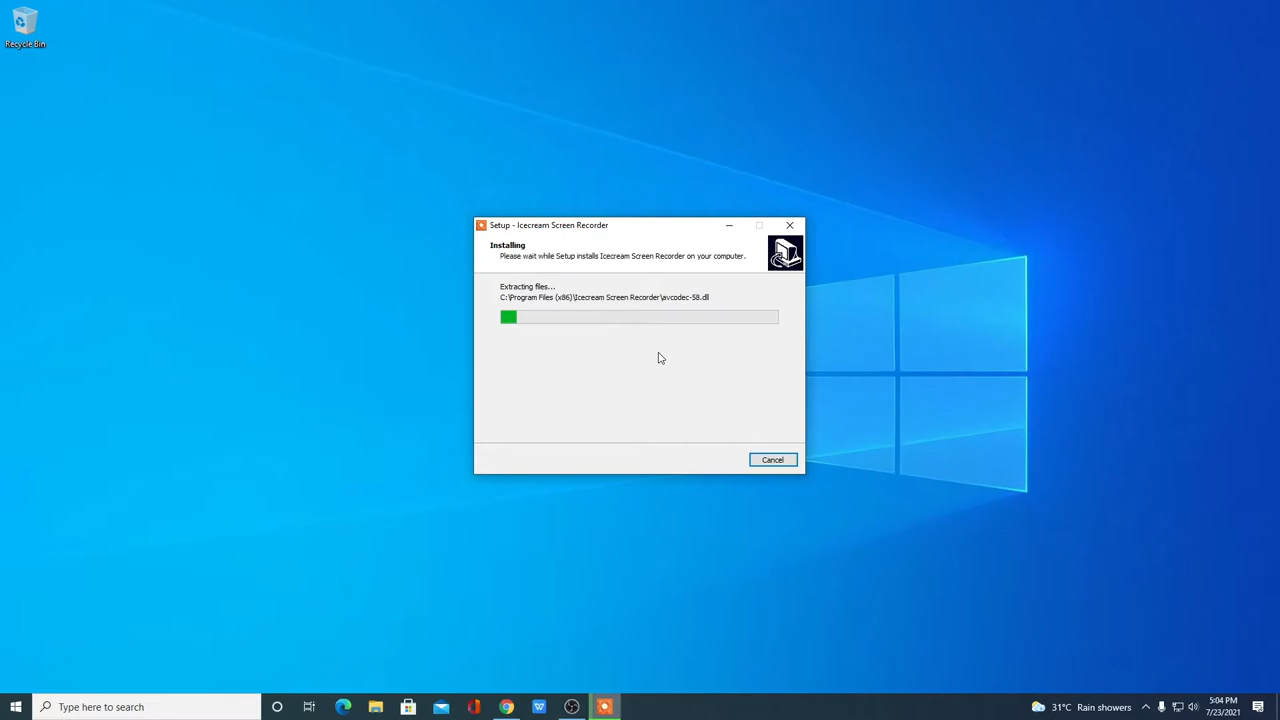 Recycle Bin
Setup - Icecream Screen Recorder
Installing
Please wait while Setup installs Icecream Screen Recorder on your computer.
Extracting files...
C:\Program Files (x86)\Icecream Screen Recorder\avcodec-58.dll
Cancel
Type here to search
31°C Rain showers
5:04 PM
7/23/2021